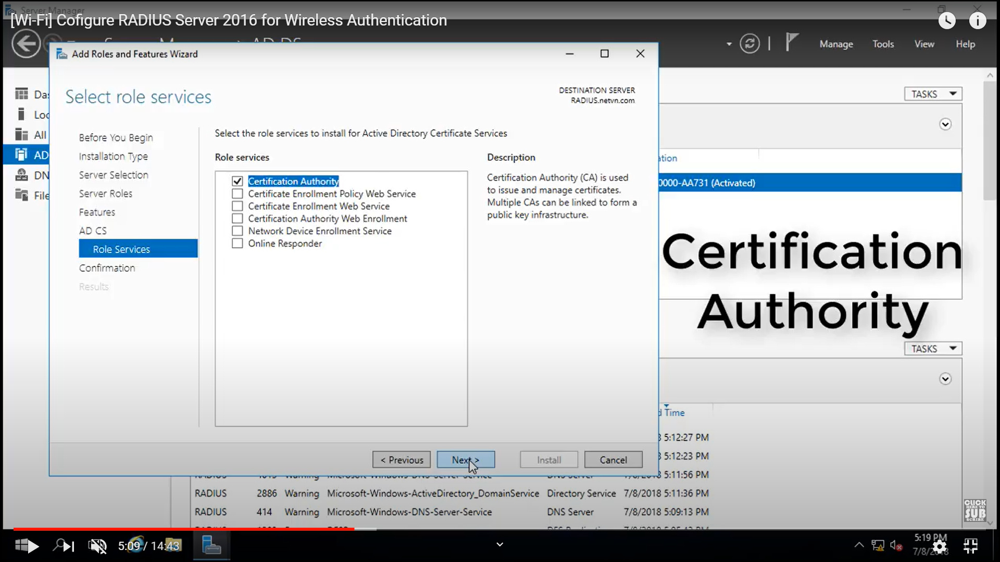 Server Manager
[Wi-Fi] Cofigure RADIUS Server 2016 for Wireless Authentication
Manage Tools View Help
Add Roles and Features Wizard
Select role services
DESTINATION SERVER
RADIUS.netvn.com
TASKS
Before You Begin
Installation Type
Server Selection
Server Roles
Features
AD CS
Role Services
Confirmation
Results
Select the role services to install for Active Directory Certificate Services
Role services
Certification Authority
Certificate Enrollment Policy Web Service
Certificate Enrollment Web Service
Certification Authority Web Enrollment
Network Device Enrollment Service
Online Responder
Description
Certification Authority (CA) is used
to issue and manage certificates.
Multiple CAs can be linked to form a
public key infrastructure.
All
AD
DN
File
ation
0000-AA731 (Activated)
Certification
Authority
TASKS
d Time
5:12:27 PM
5:12:23 PM
5:11:56 PM
< Previous Next > Install Cancel
RADIUS 2886 Warning Microsoft-Windows-ActiveDirectory_DomainService Directory Service 7/8/2018 5:11:36 PM
RADIUS 414 Warning Microsoft-Windows-DNS-Server-Service DNS Server 7/8/2018 5:09:13 PM
CLICK
HERE TO
SUB
SCRIBE
5:09 / 14:43
5:19 PM
7/8/2018